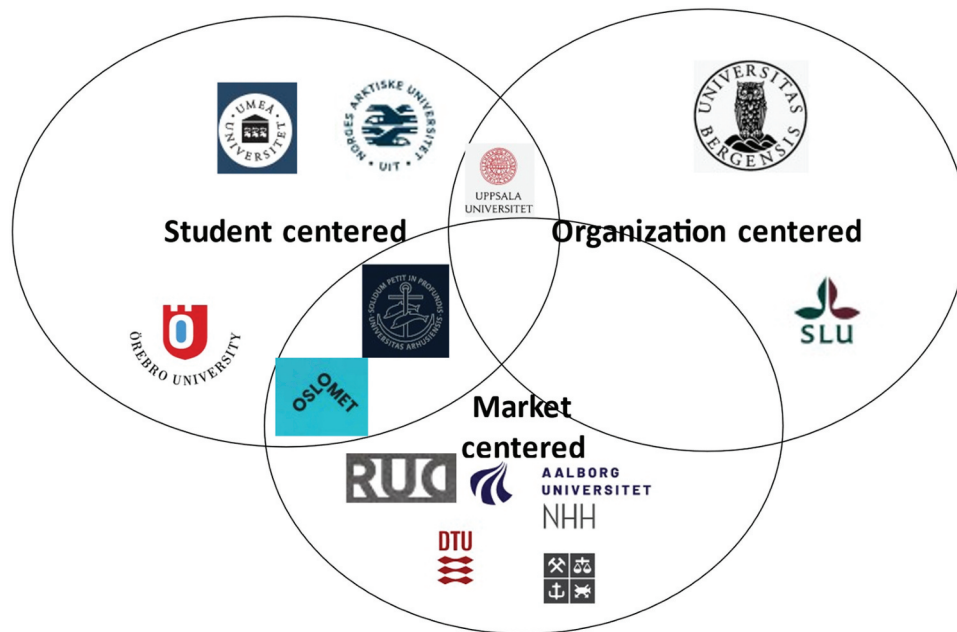 UMEA
UNIVERSITET
NORGES ARKTISKE UNIVERSITET
UIT
UNIVERSITAS
BERGENSIS
UPPSALA
UNIVERSITET
Student centered
Organization centered
SOLIDUM PETIT IN PROFUNDIS
UNIVERSITAS ARHUSIENSIS
SLU
ÖREBRO UNIVERSITY
OSLOMET
Market
centered
RUC
AALBORG
UNIVERSITET
NHH
DTU